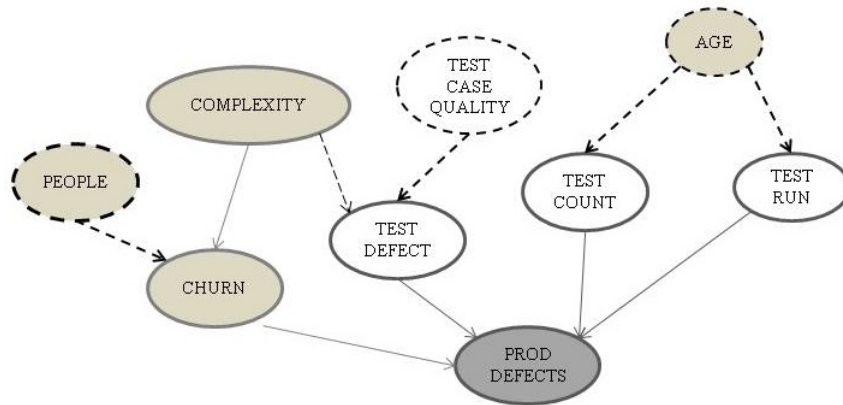 AGE
TEST
CASE
QUALITY
COMPLEXITY
PEOPLE
TEST
COUNT
TEST
RUN
TEST
DEFECT
CHURN
PROD
DEFECTS